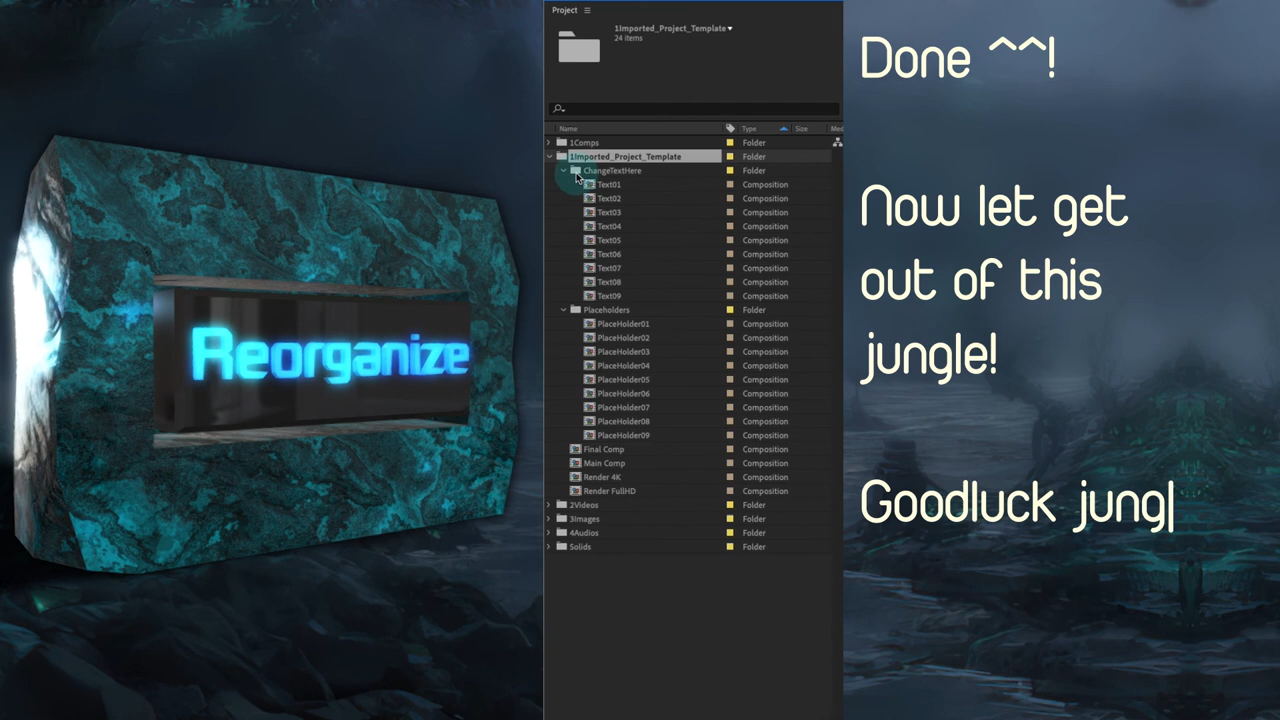 Reorganize
Project
1Imported_Project_Template
24 items
Name Type Size Med
1Comps Folder
1Imported_Project_Template Folder
ChangeTextHere Folder
Text01 Composition
Text02 Composition
Text03 Composition
Text04 Composition
Text05 Composition
Text06 Composition
Text07 Composition
Text08 Composition
Text09 Composition
Placeholders Folder
PlaceHolder01 Composition
PlaceHolder02 Composition
PlaceHolder03 Composition
PlaceHolder04 Composition
PlaceHolder05 Composition
PlaceHolder06 Composition
PlaceHolder07 Composition
PlaceHolder08 Composition
PlaceHolder09 Composition
Final Comp Composition
Main Comp Composition
Render 4K Composition
Render FullHD Composition
2Videos Folder
3Images Folder
4Audios Folder
Solids Folder
Done ^^!
Now let get
out of this
jungle!
Goodluck jung|